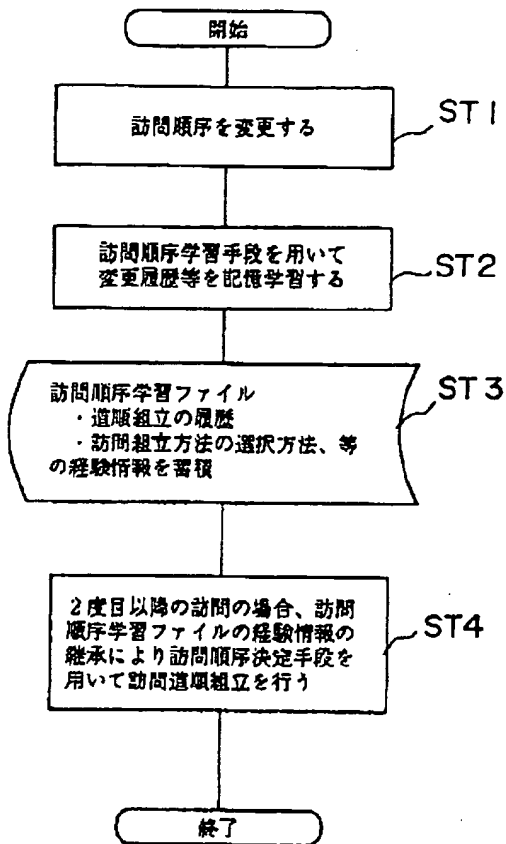 開始
訪問順序を変更する
ST1
訪問順序学習手段を用いて
変更履歴等を記憶学習する
ST2
訪問順序学習ファイル
・道順組立の履歴
・訪問組立方法の選択方法、等
の経験情報を蓄積
ST3
2度目以降の訪問の場合、訪問
順序学習ファイルの経験情報の
継承により訪問順序決定手段を
用いて訪問道順組立を行う
ST4
終了